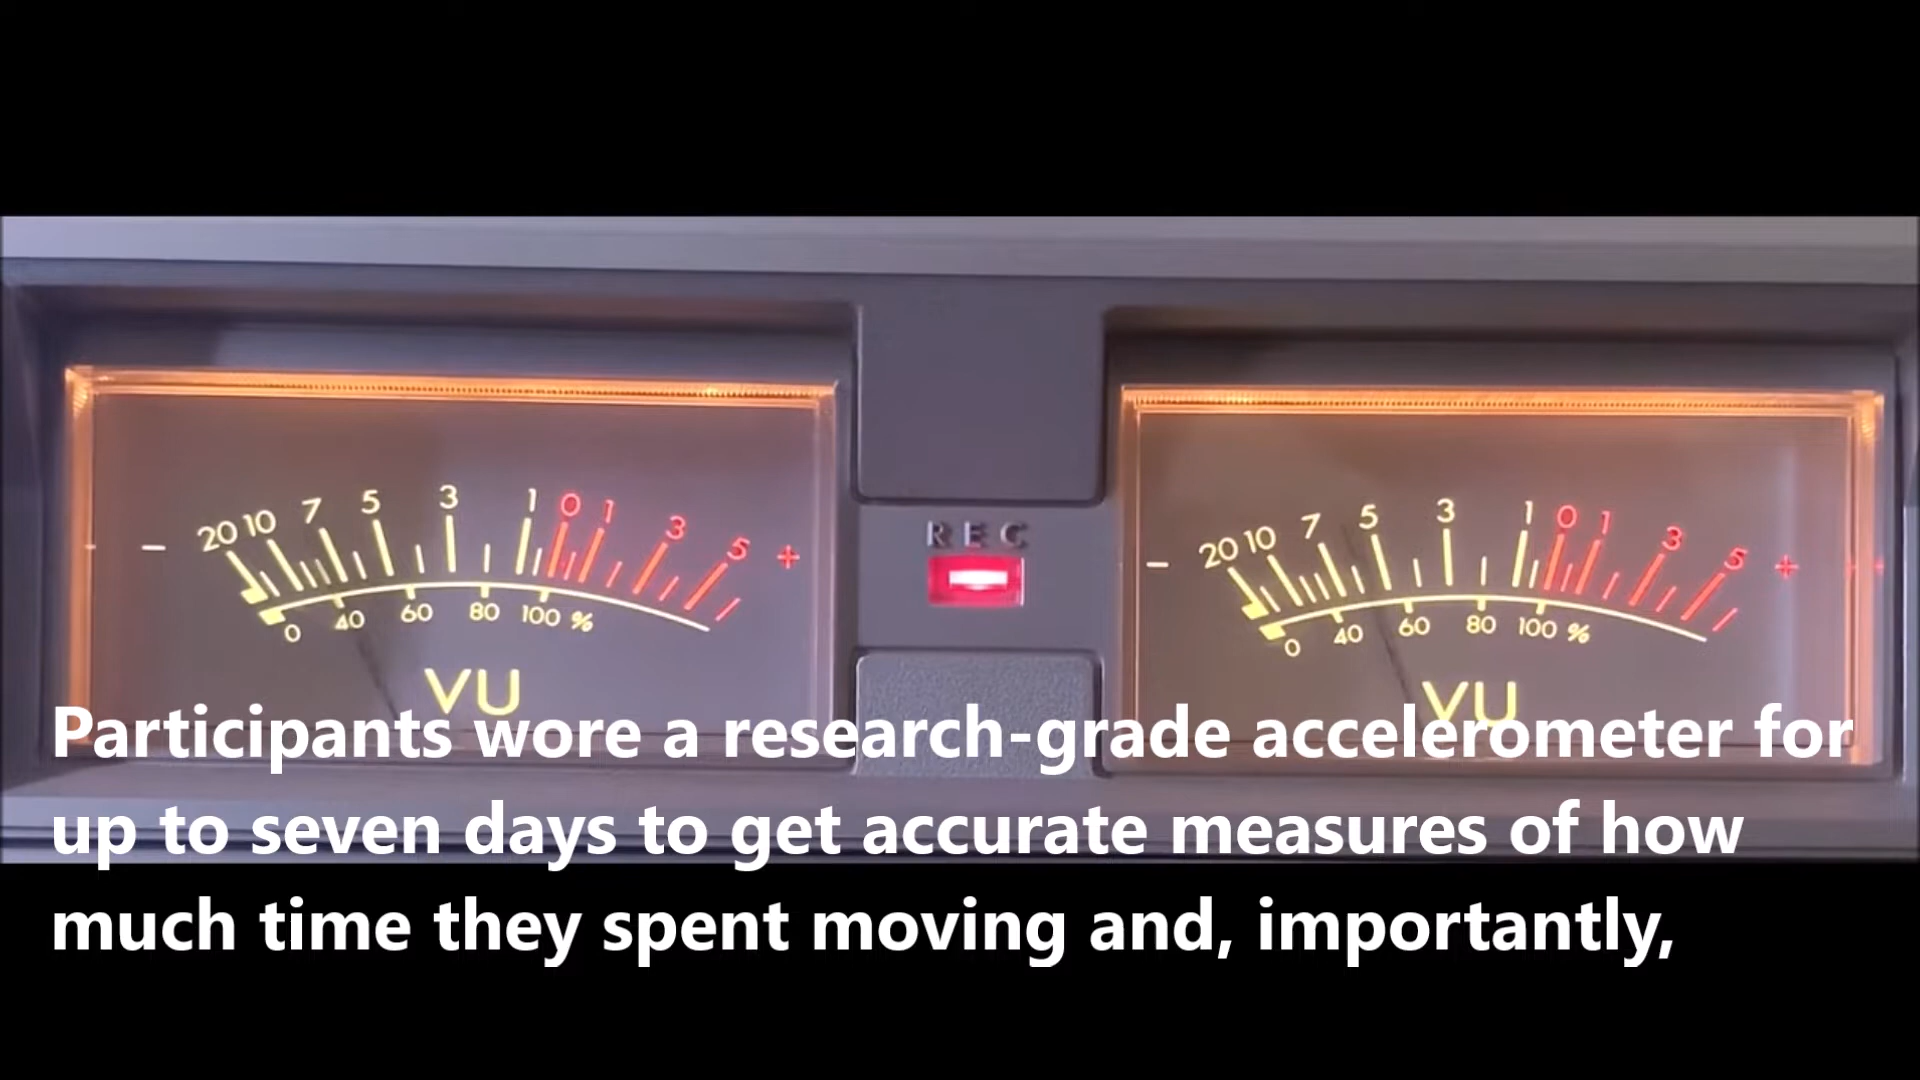 20 10 7 5 3 1 0 1 3 5 +
-
0 40 60 80 100 %
VU
REC
20 10 7 5 3 1 0 1 3 5 +
-
0 40 60 80 100 %
VU
Participants wore a research-grade accelerometer for
up to seven days to get accurate measures of how
much time they spent moving and, importantly,